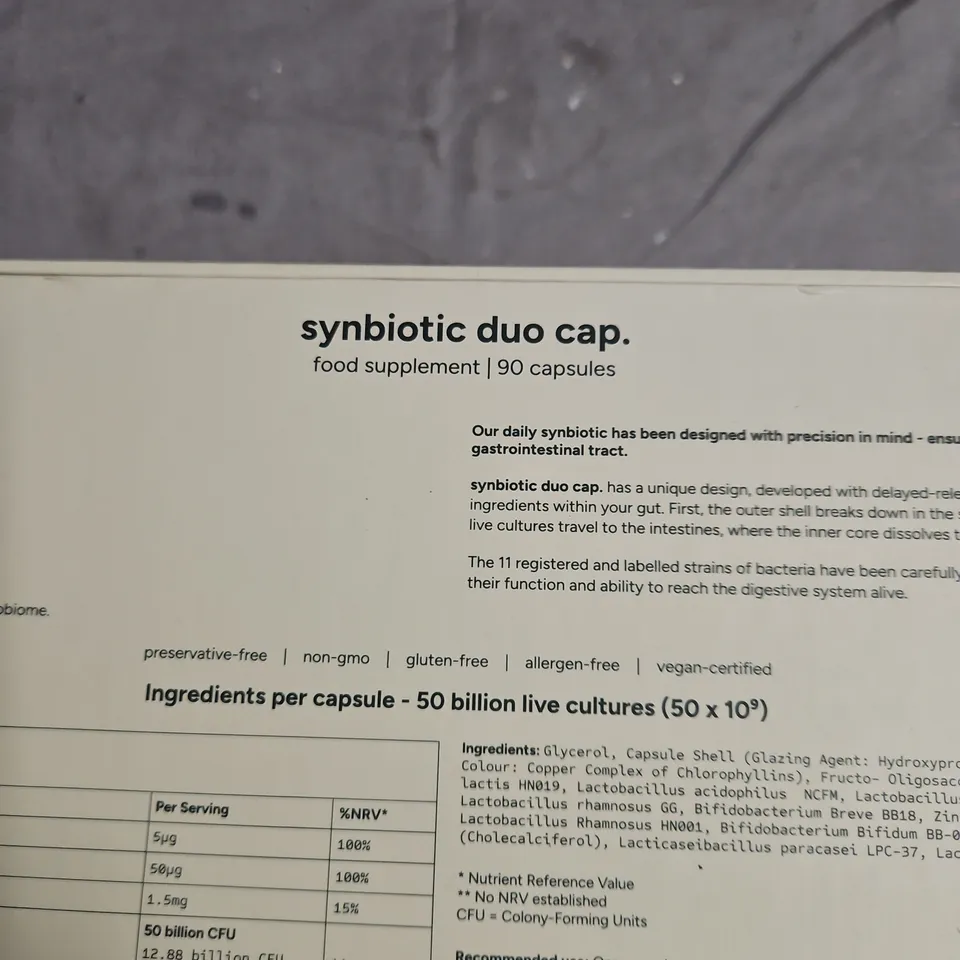 synbiotic duo cap.
food supplement | 90 capsules
Our daily synbiotic has been designed with precision in mind - ensu
gastrointestinal tract.
synbiotic duo cap. has a unique design, developed with delayed-rele
ingredients within your gut. First, the outer shell breaks down in the s
live cultures travel to the intestines, where the inner core dissolves t
The 11 registered and labelled strains of bacteria have been carefully
their function and ability to reach the digestive system alive.
obiome.
preservative-free | non-gmo | gluten-free | allergen-free | vegan-certified
Ingredients per capsule - 50 billion live cultures (50 x 10⁹)
Per Serving %NRV*
5µg 100%
50µg 100%
1.5mg 15%
50 billion CFU
12.88 billion CFU
Ingredients: Glycerol, Capsule Shell (Glazing Agent: Hydroxypro
Colour: Copper Complex of Chlorophyllins), Fructo- Oligosacc
lactis HN019, Lactobacillus acidophilus NCFM, Lactobacillus
Lactobacillus rhamnosus GG, Bifidobacterium Breve BB18, Zin
Lactobacillus Rhamnosus HN001, Bifidobacterium Bifidum BB-0
(Cholecalciferol), Lacticaseibacillus paracasei LPC-37, Lac
* Nutrient Reference Value
** No NRV established
CFU = Colony-Forming Units